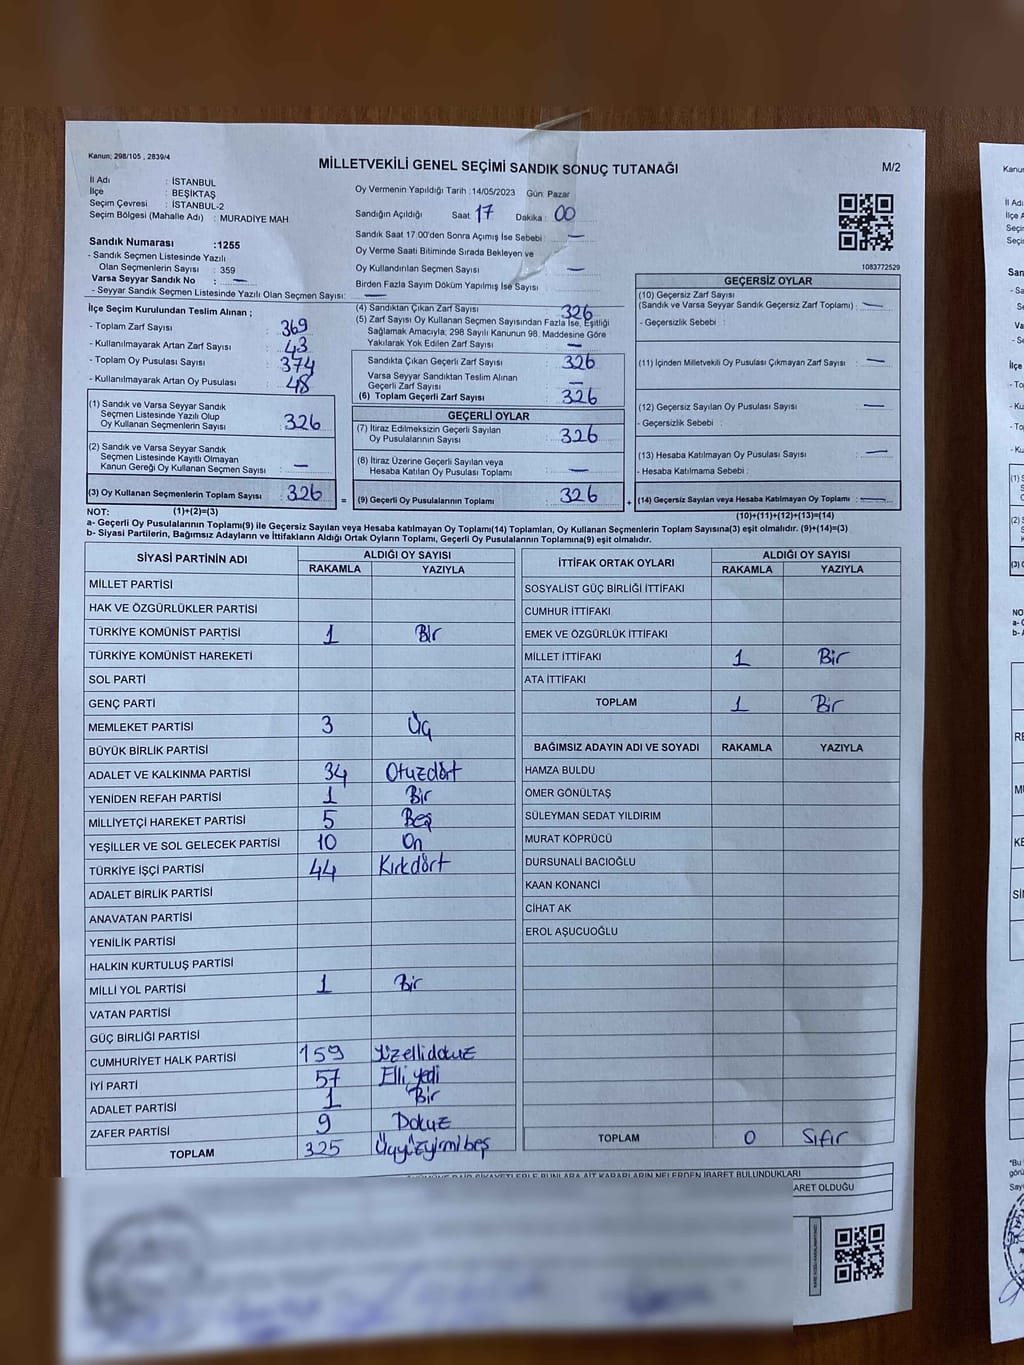 Kanun; 298/105 , 2839/4
MİLLETVEKİLİ GENEL SEÇİMİ SANDIK SONUÇ TUTANAĞI
M/2
İl Adı : İSTANBUL
İlçe : BEŞİKTAŞ
Seçim Çevresi : İSTANBUL-2
Seçim Bölgesi (Mahalle Adı) : MURADİYE MAH.
Sandık Numarası :1255
- Sandık Seçmen Listesinde Yazılı
Olan Seçmenlerin Sayısı : 359
Varsa Seyyar Sandık No : —
- Seyyar Sandık Seçmen Listesinde Yazılı Olan Seçmen Sayısı: —
İlçe Seçim Kurulundan Teslim Alınan ;
- Toplam Zarf Sayısı : 369
- Kullanılmayarak Artan Zarf Sayısı : 43
- Toplam Oy Pusulası Sayısı : 374
- Kullanılmayarak Artan Oy Pusulası : 48
(1) Sandık ve Varsa Seyyar Sandık
Seçmen Listesinde Yazılı Olup
Oy Kullanan Seçmenlerin Sayısı : 326
(2) Sandık ve Varsa Seyyar Sandık
Seçmen Listesinde Kayıtlı Olmayan
Kanun Gereği Oy Kullanan Seçmen Sayısı : —
(3) Oy Kullanan Seçmenlerin Toplam Sayısı : 326
Oy Vermenin Yapıldığı Tarih :14/05/2023 Gün: Pazar
Sandığın Açıldığı Saat: 17 Dakika : 00
Sandık Saat 17:00'den Sonra Açımış İse Sebebi : —
Oy Verme Saati Bitiminde Sırada Bekleyen ve
Oy Kullandırılan Seçmen Sayısı : —
Birden Fazla Sayım Döküm Yapılmış İse Sayısı :
(4) Sandıktan Çıkan Zarf Sayısı : 326
(5) Zarf Sayısı Oy Kullanan Seçmen Sayısından Fazla İse, Eşitliği
Sağlamak Amacıyla, 298 Sayılı Kanunun 98. Maddesine Göre
Yakılarak Yok Edilen Zarf Sayısı : —
Sandıkta Çıkan Geçerli Zarf Sayısı : 326
Varsa Seyyar Sandıktan Teslim Alınan
Geçerli Zarf Sayısı : —
(6) Toplam Geçerli Zarf Sayısı : 326
GEÇERLİ OYLAR
(7) İtiraz Edilmeksizin Geçerli Sayılan
Oy Pusulalarının Sayısı : 326
(8) İtiraz Üzerine Geçerli Sayılan veya
Hesaba Katılan Oy Pusulası Toplamı : —
= (9) Geçerli Oy Pusulalarının Toplamı : 326
1083772529
GEÇERSİZ OYLAR
(10) Geçersiz Zarf Sayısı
(Sandık ve Varsa Seyyar Sandık Geçersiz Zarf Toplamı) : —
- Geçersizlik Sebebi :
(11) İçinden Milletvekili Oy Pusulası Çıkmayan Zarf Sayısı : —
(12) Geçersiz Sayılan Oy Pusulası Sayısı : —
- Geçersizlik Sebebi :
(13) Hesaba Katılmayan Oy Pusulası Sayısı : —
- Hesaba Katılmama Sebebi :
+ (14) Geçersiz Sayılan veya Hesaba Katılmayan Oy Toplamı : —
NOT: (1)+(2)=(3)
(10)+(11)+(12)+(13)=(14)
a- Geçerli Oy Pusulalarının Toplamı(9) ile Geçersiz Sayılan veya Hesaba katılmayan Oy Toplamı(14) Toplamları, Oy Kullanan Seçmenlerin Toplam Sayısına(3) eşit olmalıdır. (9)+(14)=(3)
b- Siyasi Partilerin, Bağımsız Adayların ve İttifakların Aldığı Ortak Oyların Toplamı, Geçerli Oy Pusulalarının Toplamına(9) eşit olmalıdır.
SİYASİ PARTİNİN ADI ALDIĞI OY SAYISI
RAKAMLA YAZIYLA
MİLLET PARTİSİ
HAK VE ÖZGÜRLÜKLER PARTİSİ
TÜRKİYE KOMÜNİST PARTİSİ 1 Bir
TÜRKİYE KOMÜNİST HAREKETİ
SOL PARTİ
GENÇ PARTİ
MEMLEKET PARTİSİ 3 Üç
BÜYÜK BİRLİK PARTİSİ
ADALET VE KALKINMA PARTİSİ 34 Otuzdört
YENİDEN REFAH PARTİSİ 1 Bir
MİLLİYETÇİ HAREKET PARTİSİ 5 Beş
YEŞİLLER VE SOL GELECEK PARTİSİ 10 On
TÜRKİYE İŞÇİ PARTİSİ 44 Kırkdört
ADALET BİRLİK PARTİSİ
ANAVATAN PARTİSİ
YENİLİK PARTİSİ
HALKIN KURTULUŞ PARTİSİ
MİLLİ YOL PARTİSİ 1 Bir
VATAN PARTİSİ
GÜÇ BİRLİĞİ PARTİSİ
CUMHURİYET HALK PARTİSİ 159 Yüzellidokuz
İYİ PARTİ 57 Elli yedi
ADALET PARTİSİ 1 Bir
ZAFER PARTİSİ 9 Dokuz
TOPLAM 325 Üçyüzyirmibeş
İTTİFAK ORTAK OYLARI ALDIĞI OY SAYISI
RAKAMLA YAZIYLA
SOSYALİST GÜÇ BİRLİĞİ İTTİFAKI
CUMHUR İTTİFAKI
EMEK VE ÖZGÜRLÜK İTTİFAKI
MİLLET İTTİFAKI 1 Bir
ATA İTTİFAKI
TOPLAM 1 Bir
BAĞIMSIZ ADAYIN ADI VE SOYADI RAKAMLA YAZIYLA
HAMZA BULDU
ÖMER GÖNÜLTAŞ
SÜLEYMAN SEDAT YILDIRIM
MURAT KÖPRÜCÜ
DURSUNALİ BACIOĞLU
KAAN KONANCİ
CİHAT AK
EROL AŞUCUOĞLU
TOPLAM 0 Sıfır
BUNLARA AİT KARARLARIN NELERDEN İBARET BULUNDUKLARI
ARET OLDUĞU